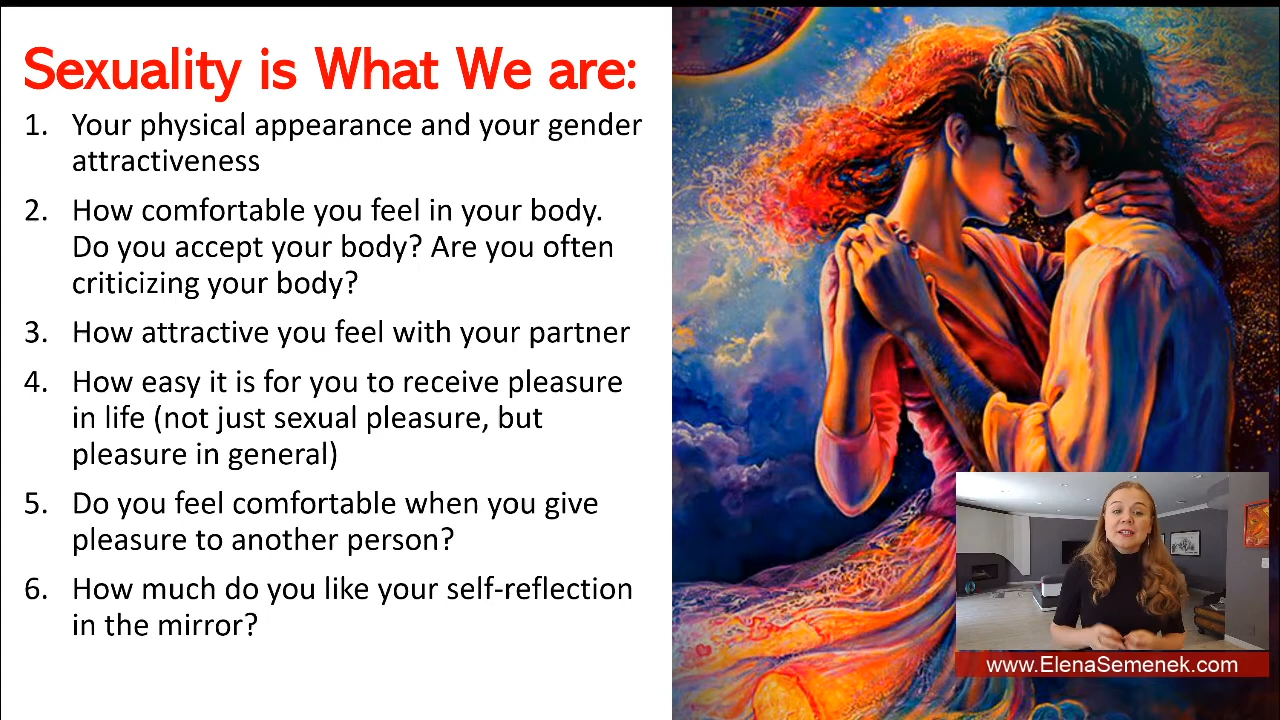 Sexuality is What We are:
1. Your physical appearance and your gender
attractiveness
2. How comfortable you feel in your body.
Do you accept your body? Are you often
criticizing your body?
3. How attractive you feel with your partner
4. How easy it is for you to receive pleasure
in life (not just sexual pleasure, but
pleasure in general)
5. Do you feel comfortable when you give
pleasure to another person?
6. How much do you like your self-reflection
in the mirror?
www.ElenaSemenek.com